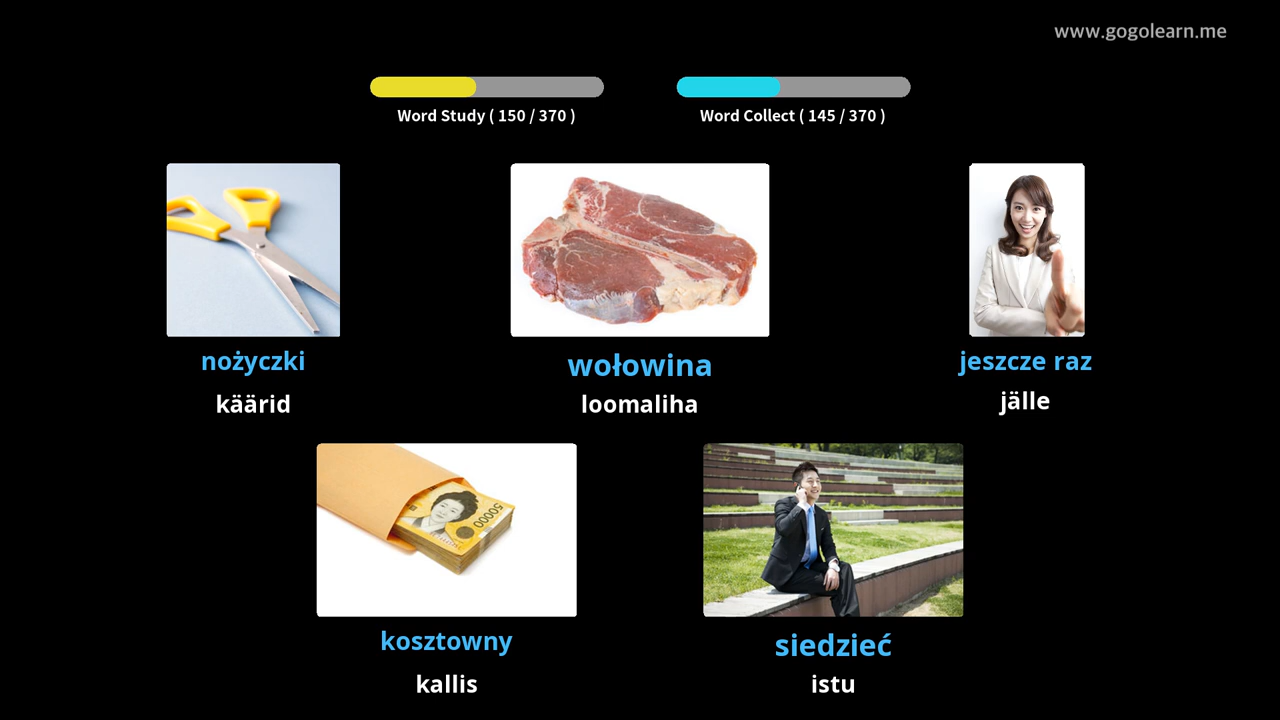 www.gogolearn.me
Word Study ( 150 / 370 )
Word Collect ( 145 / 370 )
nożyczki
käärid
wołowina
loomaliha
jeszcze raz
jälle
50000
kosztowny
kallis
siedzieć
istu